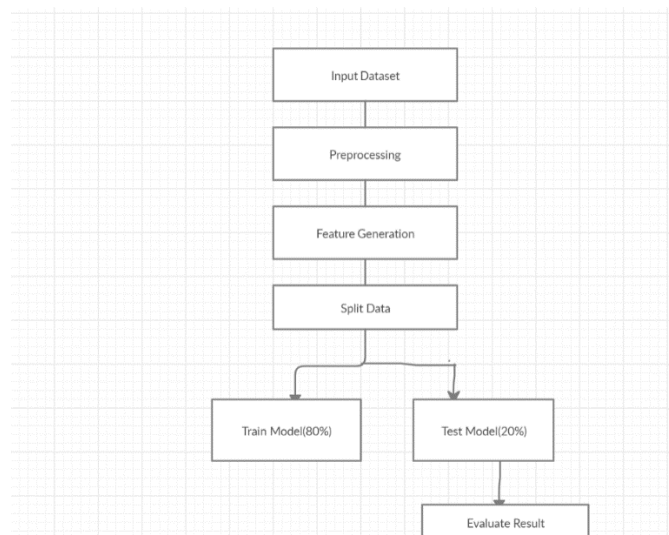 Input Dataset
Preprocessing
Feature Generation
Split Data
Train Model(80%)
Test Model(20%)
Evaluate Result